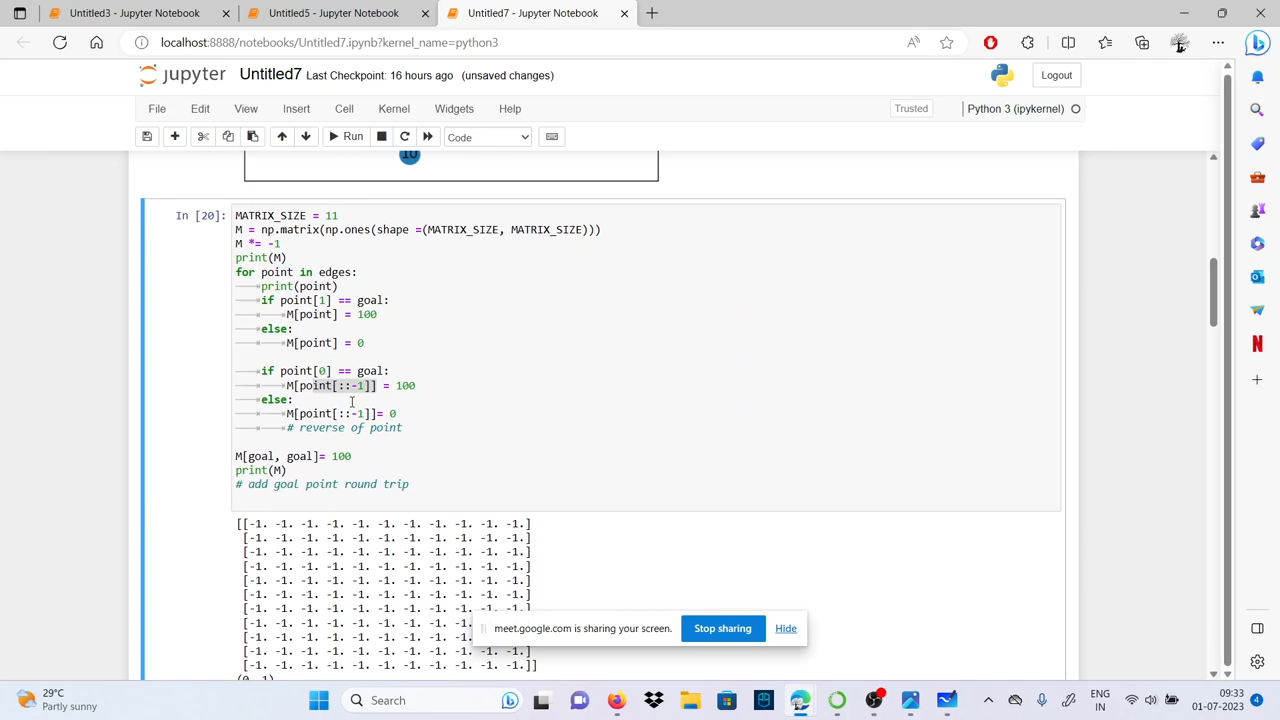 Untitled3 - Jupyter Notebook
Untitled5 - Jupyter Notebook
Untitled7 - Jupyter Notebook
localhost:8888/notebooks/Untitled7.ipynb?kernel_name=python3
jupyter Untitled7 Last Checkpoint: 16 hours ago (unsaved changes)
Logout
File Edit View Insert Cell Kernel Widgets Help
Trusted
Python 3 (ipykernel)
Run
Code
10
In [20]:
MATRIX_SIZE = 11
M = np.matrix(np.ones(shape =(MATRIX_SIZE, MATRIX_SIZE)))
M *= -1
print(M)
for point in edges:
print(point)
if point[1] == goal:
M[point] = 100
else:
M[point] = 0
if point[0] == goal:
M[point[::-1]] = 100
else:
M[point[::-1]]= 0
# reverse of point
M[goal, goal]= 100
print(M)
# add goal point round trip
[[-1. -1. -1. -1. -1. -1. -1. -1. -1. -1. -1.]
[-1. -1. -1. -1. -1. -1. -1. -1. -1. -1. -1.]
[-1. -1. -1. -1. -1. -1. -1. -1. -1. -1. -1.]
[-1. -1. -1. -1. -1. -1. -1. -1. -1. -1. -1.]
[-1. -1. -1. -1. -1. -1. -1. -1. -1. -1. -1.]
[-1. -1. -1. -1. -1. -1. -1. -1. -1. -1. -1.]
[-1. -1. -1. -1. -1. -1. -1. -1. -1. -1. -1.]
[-1. -1. -1. -1. -1. -1.
[-1. -1. -1. -1. -1. -1.
[-1. -1. -1. -1. -1. -1. -1. -1. -1. -1. -1.]
[-1. -1. -1. -1. -1. -1. -1. -1. -1. -1. -1.]]
(0, 1)
meet.google.com is sharing your screen.
Stop sharing
Hide
29°C
Partly sunny
Search
ENG
IN
09:33
01-07-2023
4